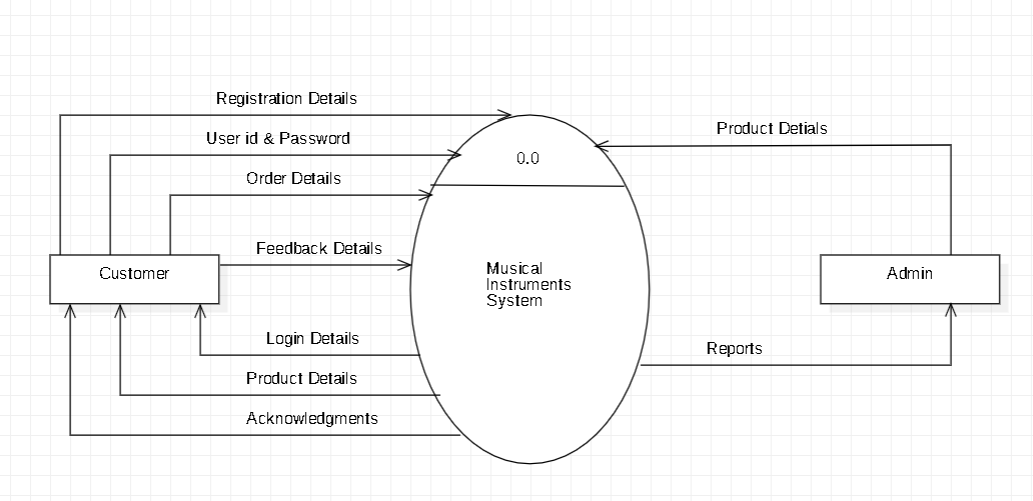 Registration Details
User id & Password
Order Details
Feedback Details
Customer
Login Details
Product Details
Acknowledgments
0.0
Musical
Instruments
System
Product Detials
Admin
Reports